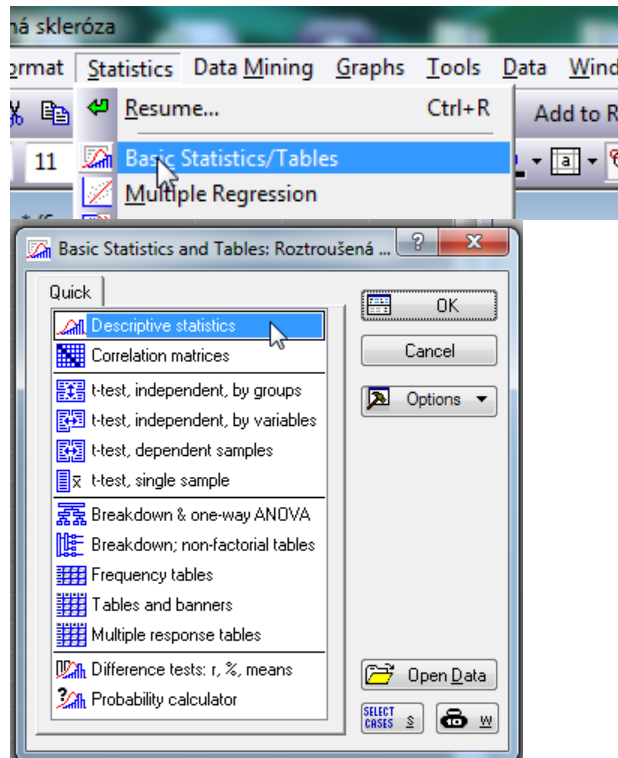 ná skleróza
ormat Statistics Data Mining Graphs Tools Data Wind
Resume... Ctrl+R Add to R
11 Basic Statistics/Tables a
Multiple Regression
Basic Statistics and Tables: Roztroušená ...
Quick
Descriptive statistics OK
Correlation matrices Cancel
t-test, independent, by groups Options
t-test, independent, by variables
t-test, dependent samples
t-test, single sample
Breakdown & one-way ANOVA
Breakdown; non-factorial tables
Frequency tables
Tables and banners
Multiple response tables
Difference tests: r, %, means Open Data
Probability calculator
SELECT CASES S W